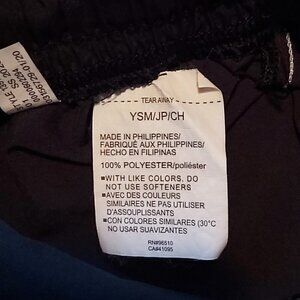 TEAR AWAY
YSM/JP/CH
MADE IN PHILIPPINES/
FABRIQUÉ AUX PHILIPPINES/
HECHO EN FILIPINAS
100% POLYESTER/poliéster
■WITH LIKE COLORS, DO
NOT USE SOFTENERS
■AVEC DES COULEURS
SIMILAIRES NE PAS UTILISER
D'ASSOUPLISSANTS
■CON COLORES SIMILARES (30°C
NO USAR SUAVIZANTES
RN#96510
CA#41095